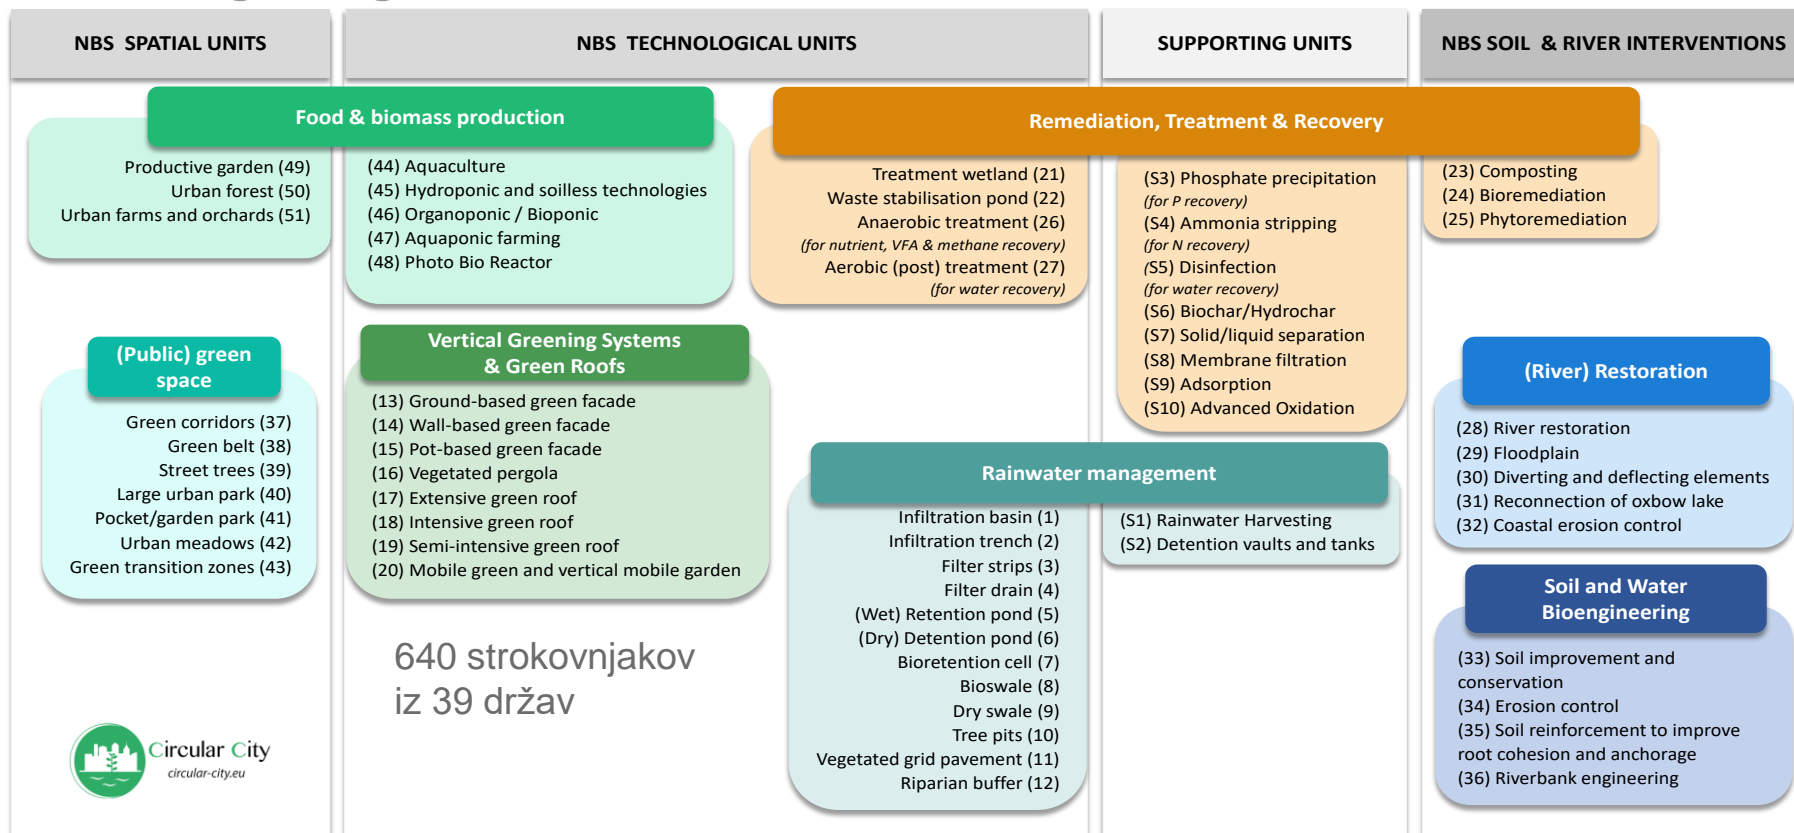 NBS SPATIAL UNITS
NBS TECHNOLOGICAL UNITS
SUPPORTING UNITS
NBS SOIL & RIVER INTERVENTIONS
Food & biomass production
Productive garden (49)
Urban forest (50)
Urban farms and orchards (51)
(44) Aquaculture
(45) Hydroponic and soilless technologies
(46) Organoponic / Bioponic
(47) Aquaponic farming
(48) Photo Bio Reactor
Remediation, Treatment & Recovery
Treatment wetland (21)
Waste stabilisation pond (22)
Anaerobic treatment (26)
(for nutrient, VFA & methane recovery)
Aerobic (post) treatment (27)
(for water recovery)
(S3) Phosphate precipitation
(for P recovery)
(S4) Ammonia stripping
(for N recovery)
(S5) Disinfection
(for water recovery)
(S6) Biochar/Hydrochar
(S7) Solid/liquid separation
(S8) Membrane filtration
(S9) Adsorption
(S10) Advanced Oxidation
(23) Composting
(24) Bioremediation
(25) Phytoremediation
(Public) green
space
Green corridors (37)
Green belt (38)
Street trees (39)
Large urban park (40)
Pocket/garden park (41)
Urban meadows (42)
Green transition zones (43)
Vertical Greening Systems
& Green Roofs
(13) Ground-based green facade
(14) Wall-based green facade
(15) Pot-based green facade
(16) Vegetated pergola
(17) Extensive green roof
(18) Intensive green roof
(19) Semi-intensive green roof
(20) Mobile green and vertical mobile garden
Rainwater management
Infiltration basin (1)
Infiltration trench (2)
Filter strips (3)
Filter drain (4)
(Wet) Retention pond (5)
(Dry) Detention pond (6)
Bioretention cell (7)
Bioswale (8)
Dry swale (9)
Tree pits (10)
Vegetated grid pavement (11)
Riparian buffer (12)
(S1) Rainwater Harvesting
(S2) Detention vaults and tanks
(River) Restoration
(28) River restoration
(29) Floodplain
(30) Diverting and deflecting elements
(31) Reconnection of oxbow lake
(32) Coastal erosion control
Soil and Water
Bioengineering
(33) Soil improvement and
conservation
(34) Erosion control
(35) Soil reinforcement to improve
root cohesion and anchorage
(36) Riverbank engineering
640 strokovnjakov
iz 39 držav
Circular City
circular-city.eu